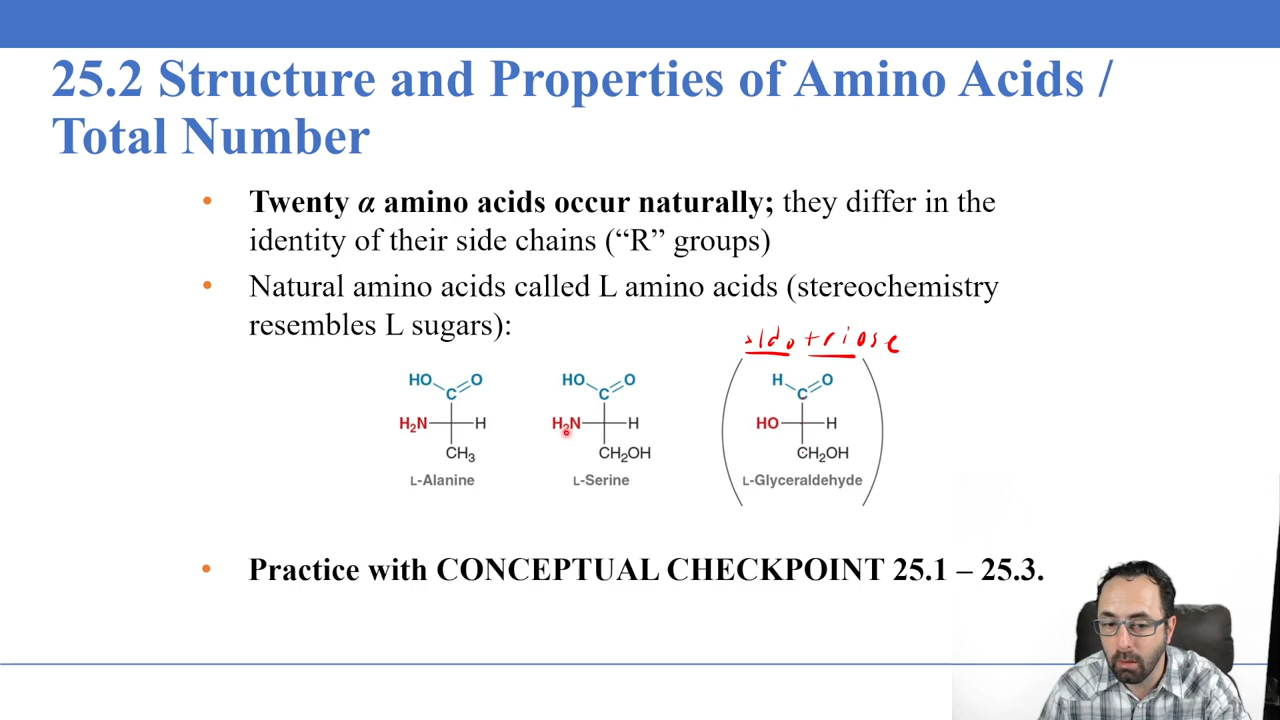 25.2 Structure and Properties of Amino Acids /
Total Number
• Twenty α amino acids occur naturally; they differ in the
identity of their side chains (“R” groups)
• Natural amino acids called L amino acids (stereochemistry
resembles L sugars):
aldotriose
HO O HO O H O
C C C
H₂N H H₂N H HO H
CH₃ CH₂OH CH₂OH
L-Alanine L-Serine L-Glyceraldehyde
• Practice with CONCEPTUAL CHECKPOINT 25.1 – 25.3.